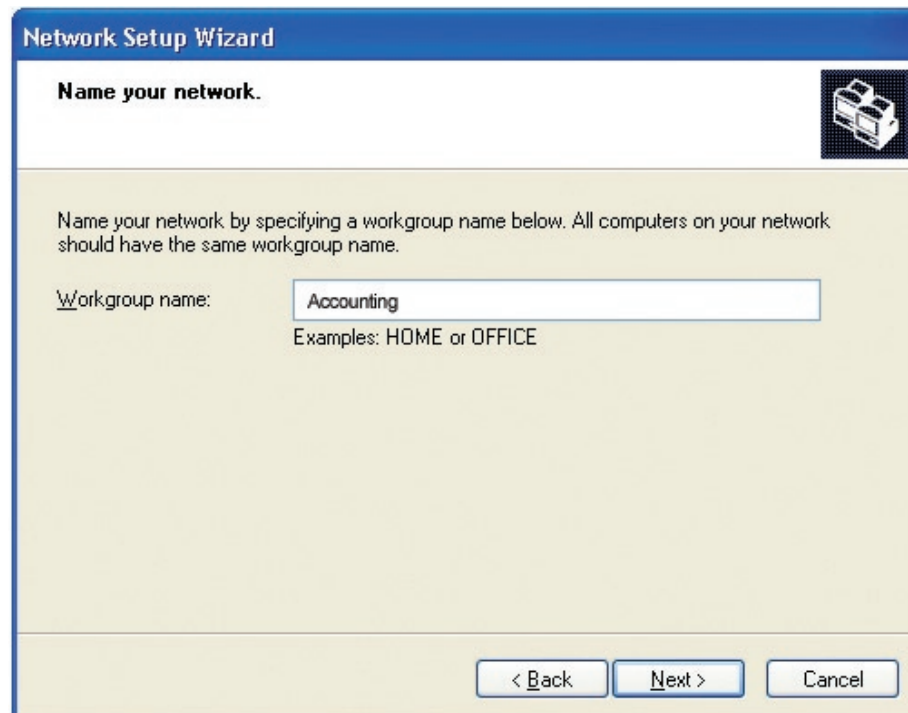 Network Setup Wizard
Name your network.
Name your network by specifying a workgroup name below. All computers on your network
should have the same workgroup name.
Workgroup name: Accounting
Examples: HOME or OFFICE
< Back Next > Cancel